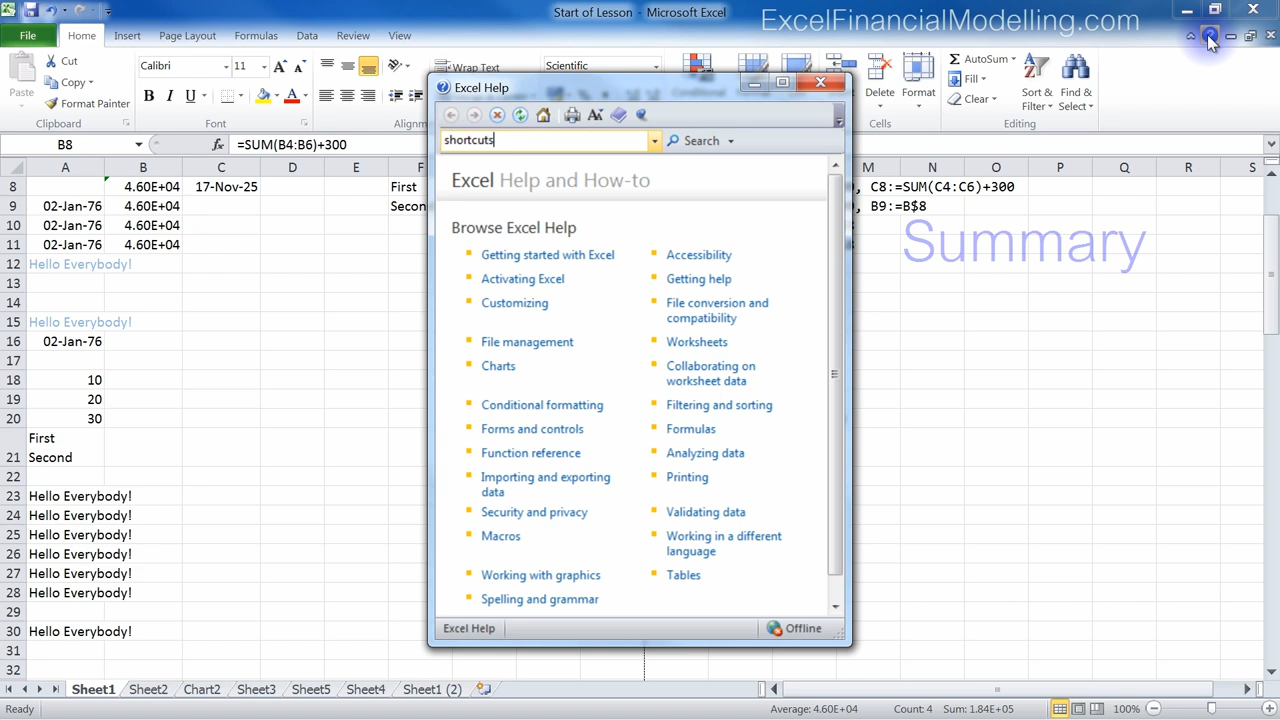 Start of Lesson - Microsoft Excel
ExcelFinancialModelling.com
File Home Insert Page Layout Formulas Data Review View
Cut
Copy
Format Painter
Paste
Clipboard
Calibri 11
B I U
Font
Wrap Text
Alignm
Scientific
Delete Format
Cells
AutoSum
Fill
Clear
Sort & Filter
Find & Select
Editing
B8 fx =SUM(B4:B6)+300
A B C D E F M N O P Q R S
8 4.60E+04 17-Nov-25 First , C8:=SUM(C4:C6)+300
9 02-Jan-76 4.60E+04 Second , B9:=B$8
10 02-Jan-76 4.60E+04
11 02-Jan-76 4.60E+04
Summary
12 Hello Everybody!
13
14
15 Hello Everybody!
16 02-Jan-76
17
18 10
19 20
20 30
First
21 Second
22
23 Hello Everybody!
24 Hello Everybody!
25 Hello Everybody!
26 Hello Everybody!
27 Hello Everybody!
28 Hello Everybody!
29
30 Hello Everybody!
31
32
Excel Help
shortcuts
Search
Excel Help and How-to
Browse Excel Help
Getting started with Excel
Accessibility
Activating Excel
Getting help
Customizing
File conversion and
compatibility
File management
Worksheets
Charts
Collaborating on
worksheet data
Conditional formatting
Filtering and sorting
Forms and controls
Formulas
Function reference
Analyzing data
Importing and exporting
data
Printing
Security and privacy
Validating data
Macros
Working in a different
language
Working with graphics
Tables
Spelling and grammar
Excel Help
Offline
Sheet1 Sheet2 Chart2 Sheet3 Sheet5 Sheet4 Sheet1 (2)
Ready Average: 4.60E+04 Count: 4 Sum: 1.84E+05 100%